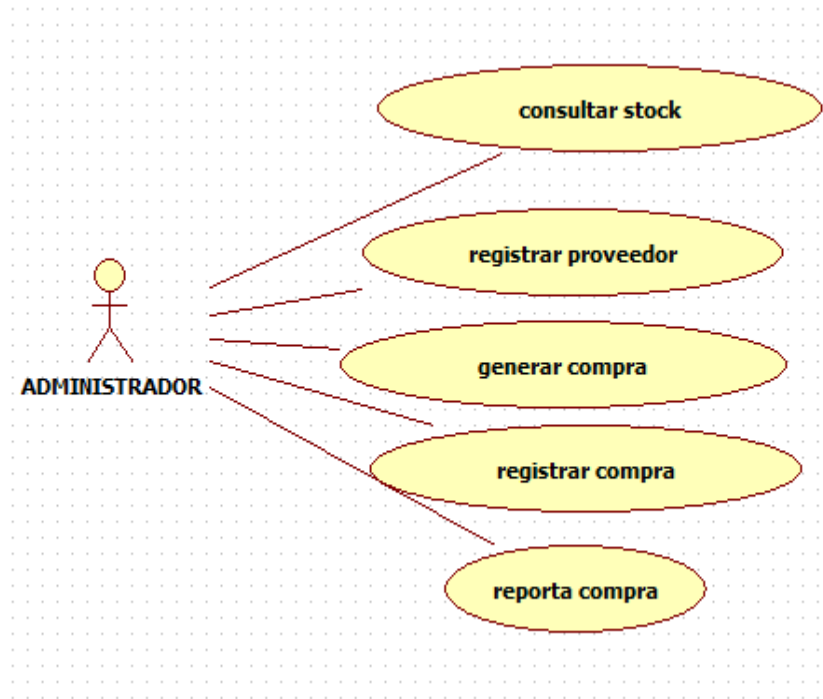 consultar stock
registrar proveedor
generar compra
ADMINISTRADOR
registrar compra
reporta compra